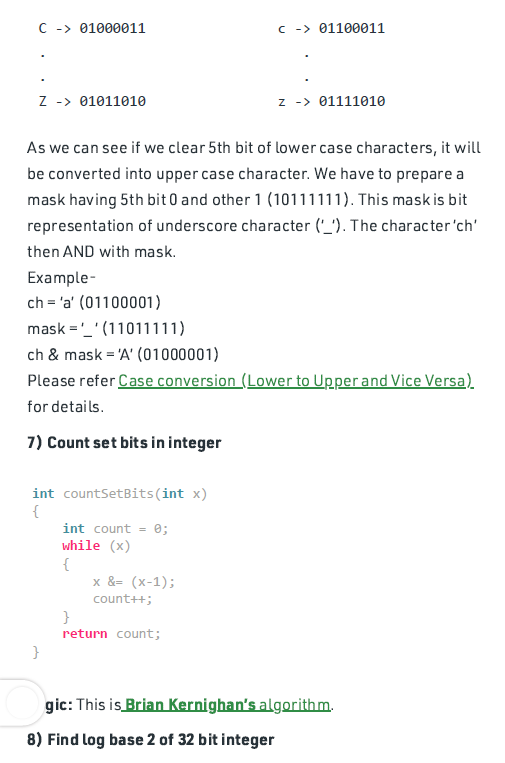 C -> 01000011 c -> 01100011
. .
. .
Z -> 01011010 z -> 01111010
As we can see if we clear 5th bit of lower case characters, it will
be converted into upper case character. We have to prepare a
mask having 5th bit 0 and other 1 (10111111). This mask is bit
representation of underscore character ('_'). The character 'ch'
then AND with mask.
Example-
ch = 'a' (01100001)
mask = '_ ' (11011111)
ch & mask = 'A' (01000001)
Please refer Case conversion (Lower to Upper and Vice Versa)
for details.
7) Count set bits in integer
int countSetBits(int x)
{
int count = 0;
while (x)
{
x &= (x-1);
count++;
}
return count;
}
gic: This is Brian Kernighan's algorithm.
8) Find log base 2 of 32 bit integer